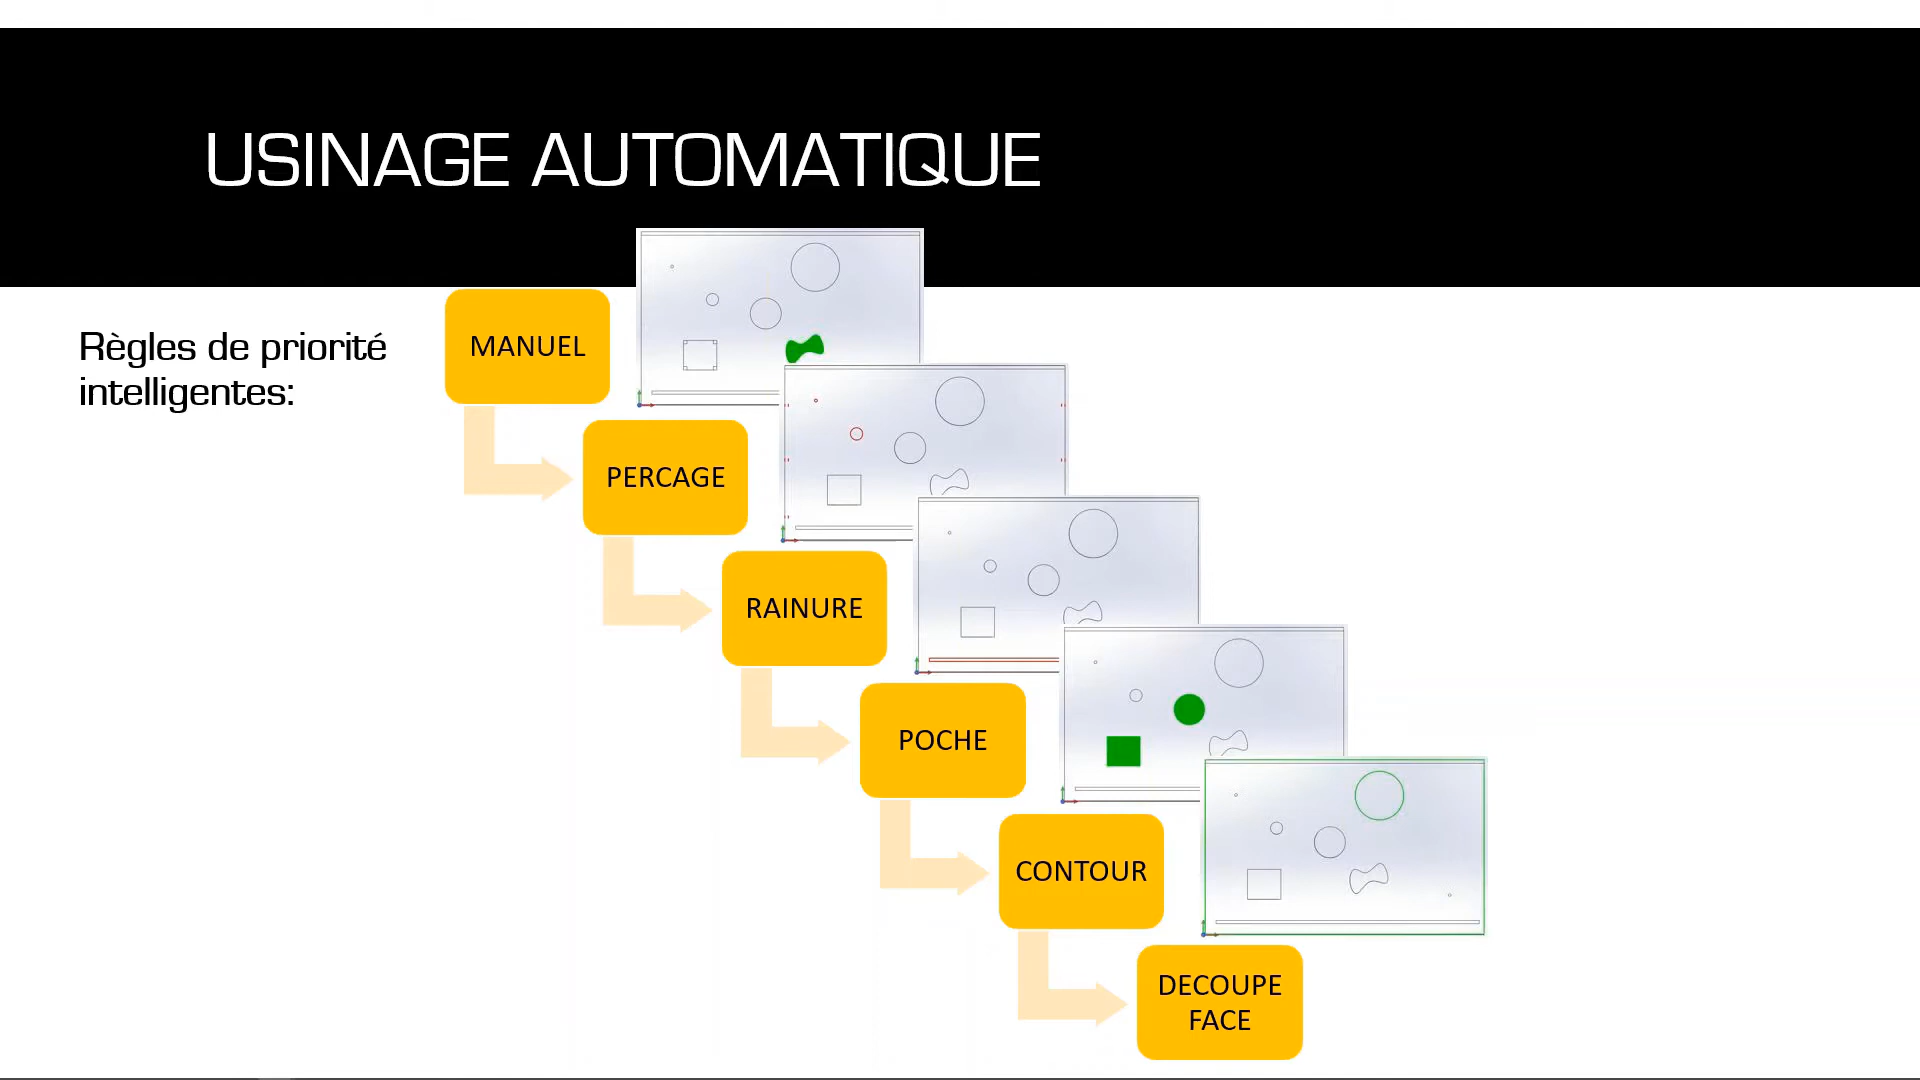 USINAGE AUTOMATIQUE
Règles de priorité
intelligentes:
MANUEL
PERCAGE
RAINURE
POCHE
CONTOUR
DECOUPE
FACE